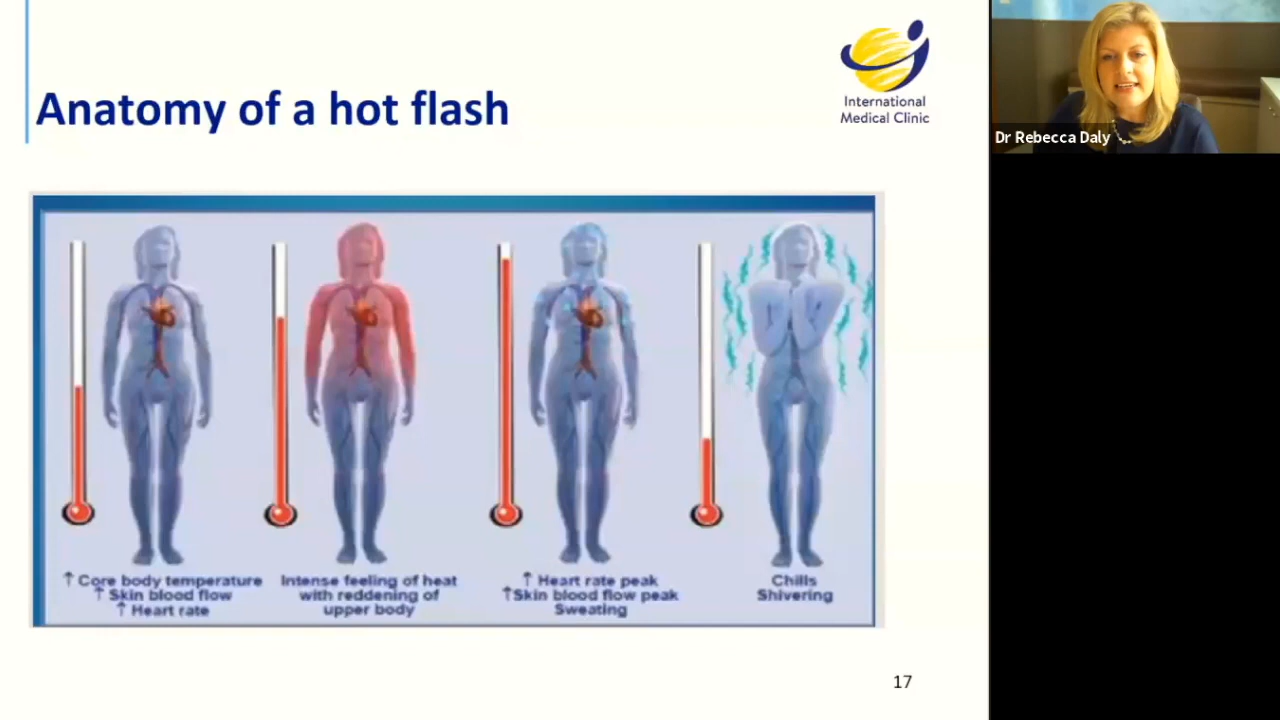 Anatomy of a hot flash
International
Medical Clinic
Dr Rebecca Daly
↑ Core body temperature
↑ Skin blood flow
↑ Heart rate
Intense feeling of heat
with reddening of
upper body
↑ Heart rate peak
↑Skin blood flow peak
Sweating
Chills
Shivering
17